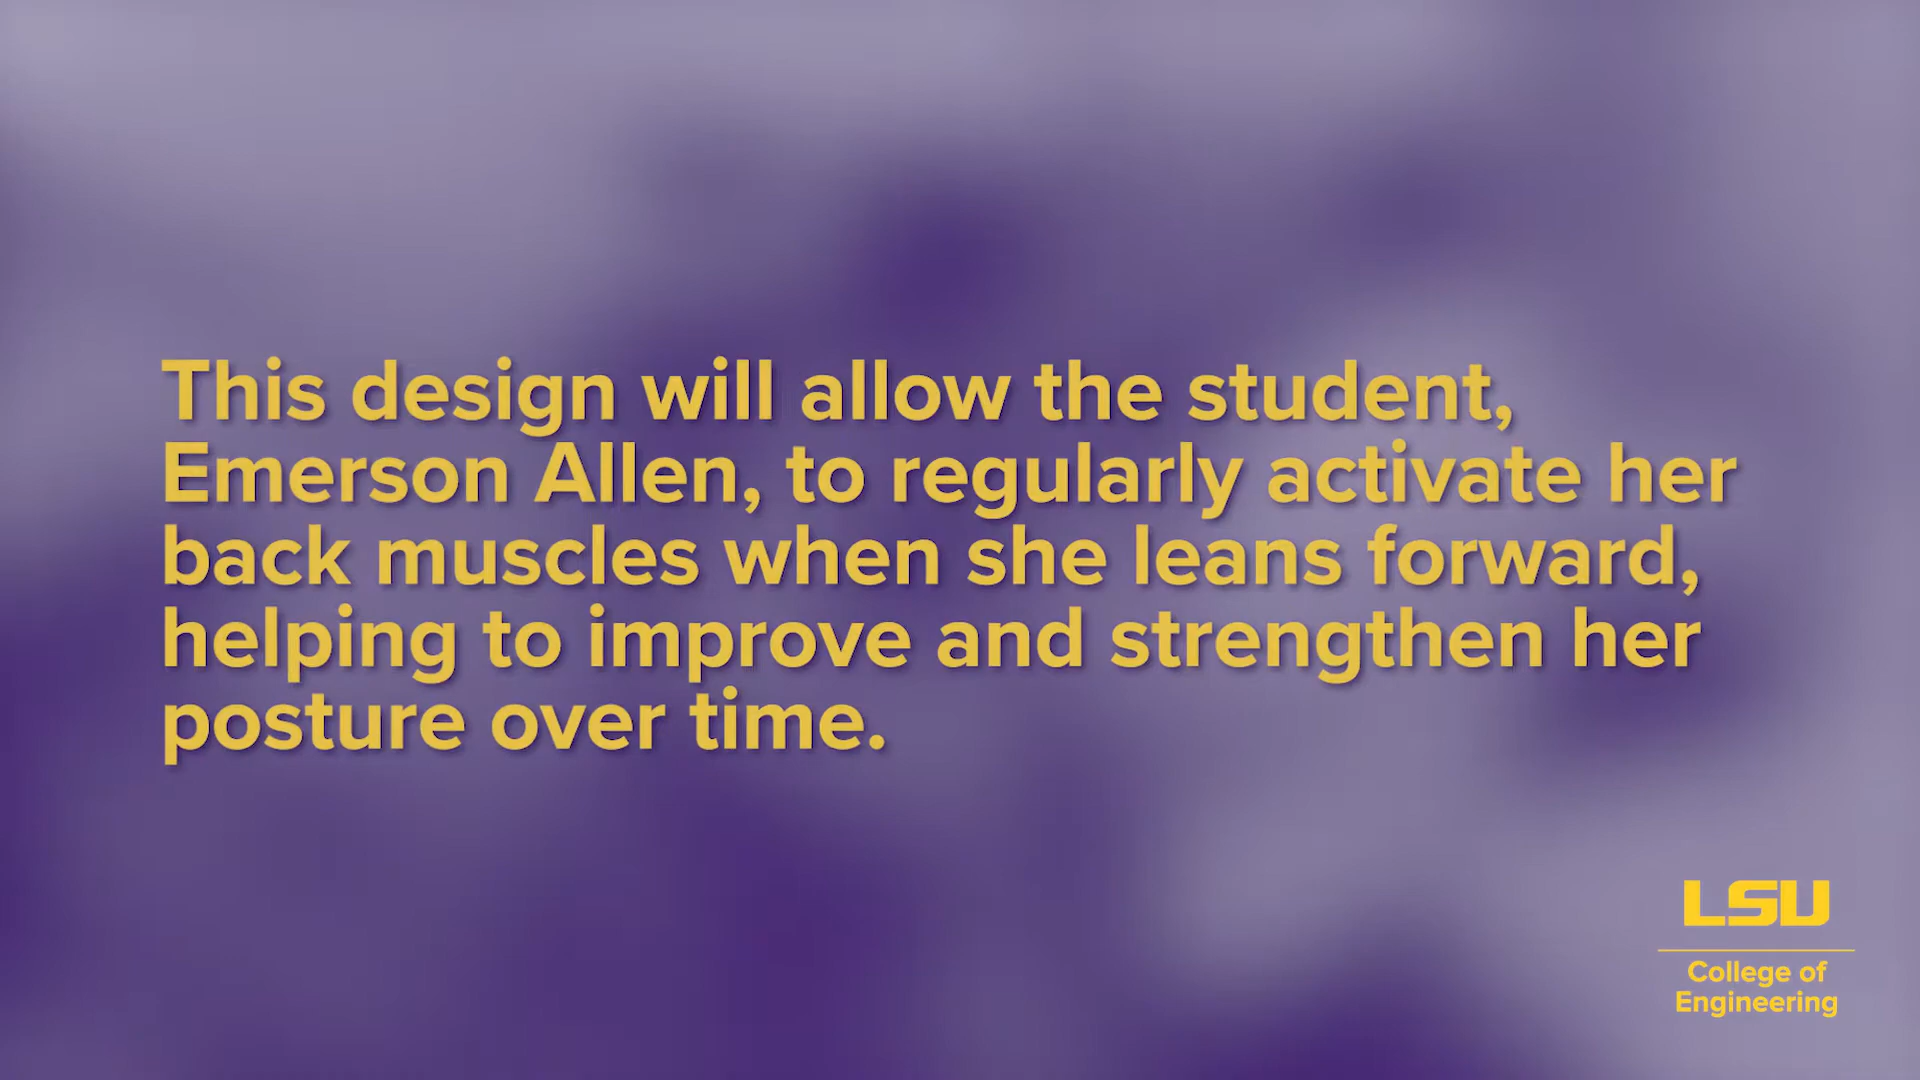 This design will allow the student,
Emerson Allen, to regularly activate her
back muscles when she leans forward,
helping to improve and strengthen her
posture over time.
LSU
College of
Engineering